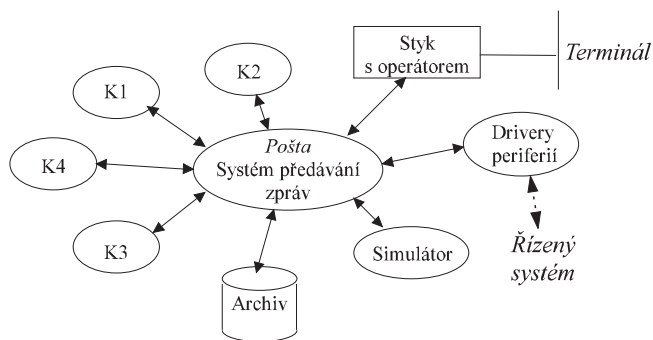 Styk
s operátorem
Terminál
K2
K1
Pošta
Systém předávání
zpráv
Drivery
periferií
K4
K3
Simulátor
Řízený
systém
Archiv